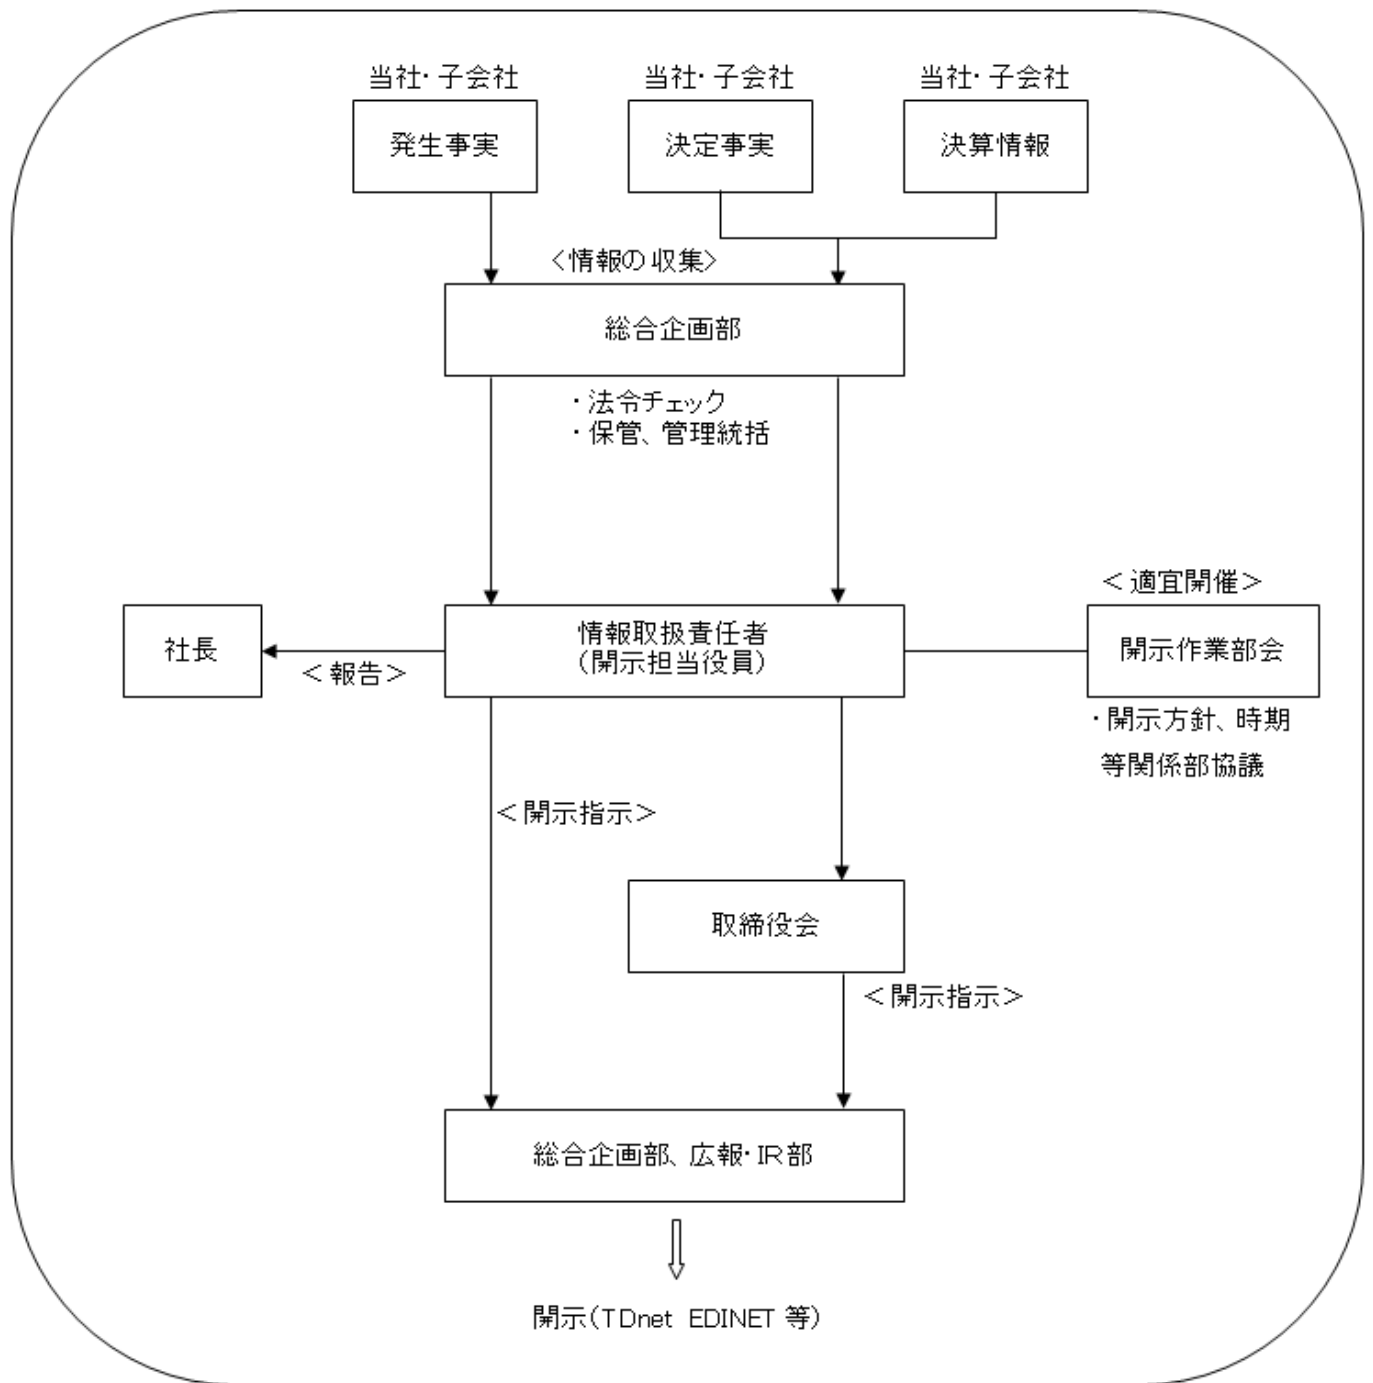 当社・子会社
当社・子会社
当社・子会社
発生事実
決定事実
決算情報
＜情報の収集＞
総合企画部
・法令チェック
・保管、管理統括
＜適宜開催＞
社長
情報取扱責任者
（開示担当役員）
開示作業部会
＜報告＞
・開示方針、時期
等関係部協議
＜開示指示＞
取締役会
＜開示指示＞
総合企画部、広報・IR部
開示（TDnet EDINET 等）